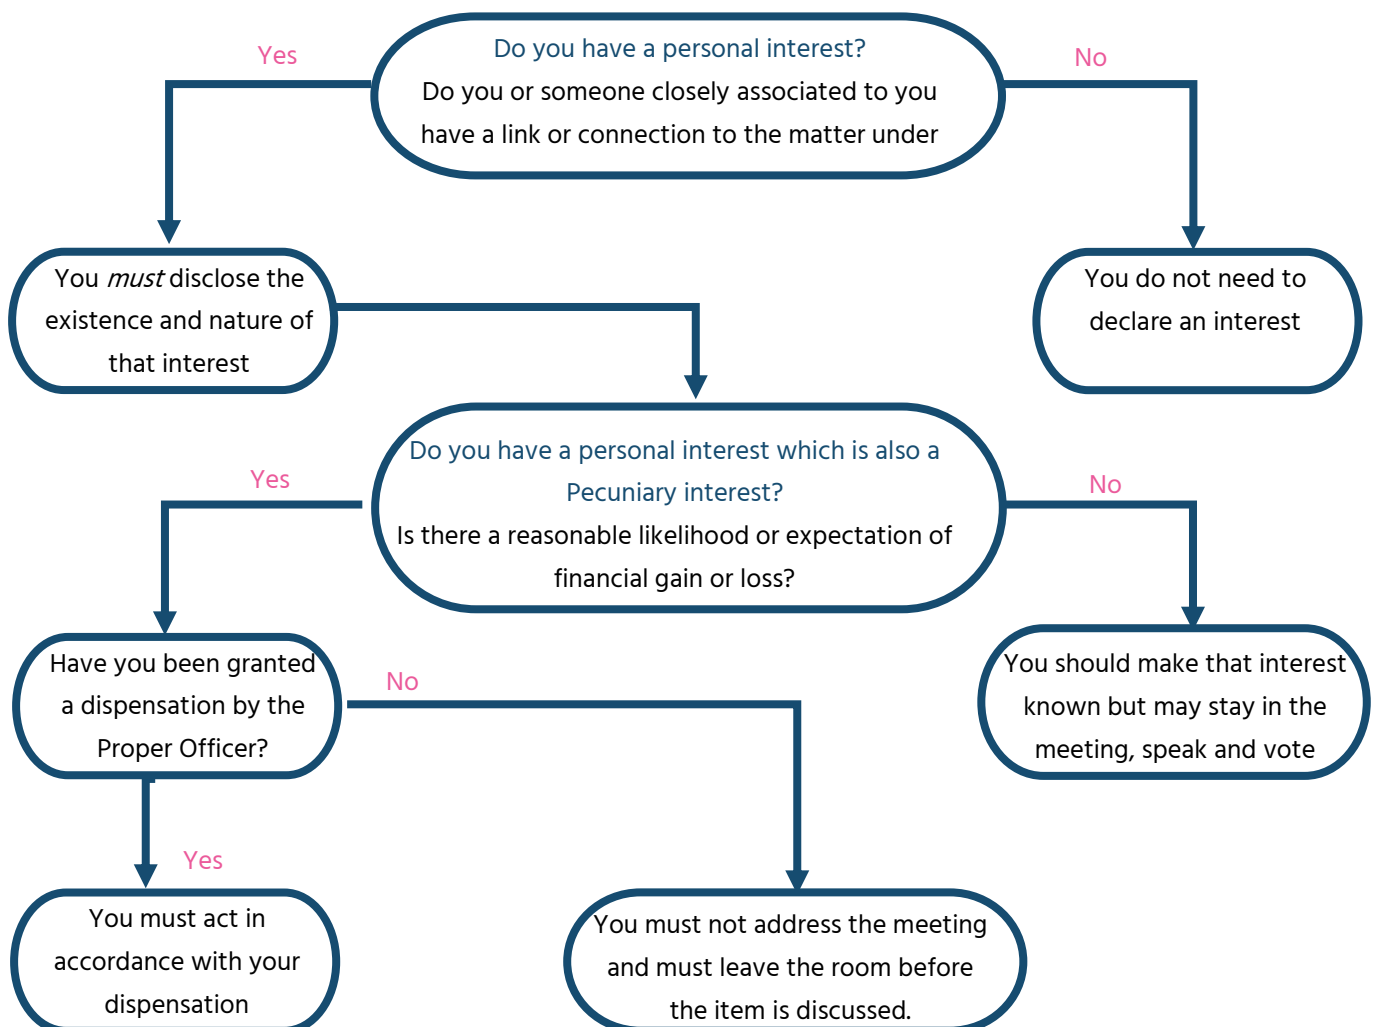 Yes
Do you have a personal interest?
No
Do you or someone closely associated to you
have a link or connection to the matter under
You must disclose the
existence and nature of
that interest
You do not need to
declare an interest
Do you have a personal interest which is also a
Pecuniary interest?
Is there a reasonable likelihood or expectation of
financial gain or loss?
Yes
No
Have you been granted
a dispensation by the
Proper Officer?
No
You should make that interest
known but may stay in the
meeting, speak and vote
Yes
You must act in
accordance with your
dispensation
You must not address the meeting
and must leave the room before
the item is discussed.